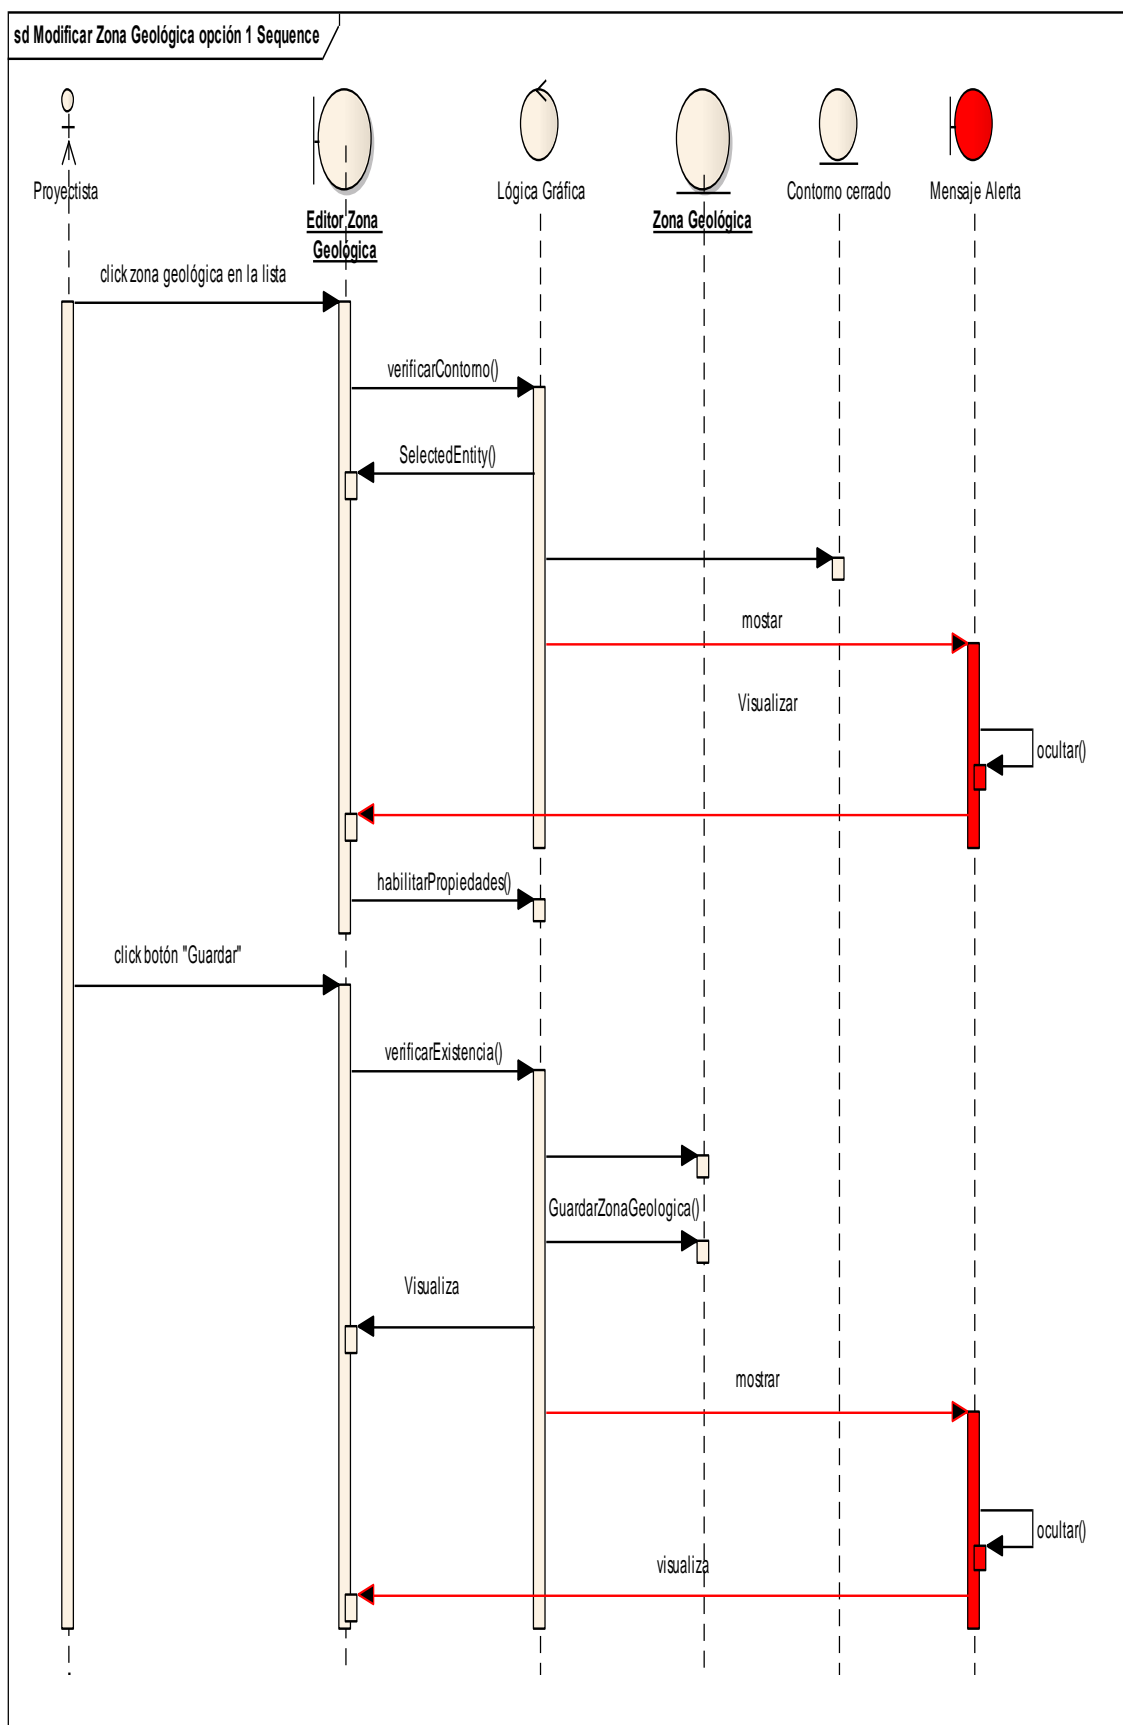 sd Modificar Zona Geológica opción 1 Sequence
Proyectista
Editor Zona
Geológica
Lógica Gráfica
Zona Geológica
Contorno cerrado
Mensaje Alerta
click zona geológica en la lista
verificarContorno()
SelectedEntity()
mostar
Visualizar
ocultar()
habilitarPropiedades()
click botón "Guardar"
verificarExistencia()
GuardarZonaGeologica()
Visualiza
mostrar
ocultar()
visualiza